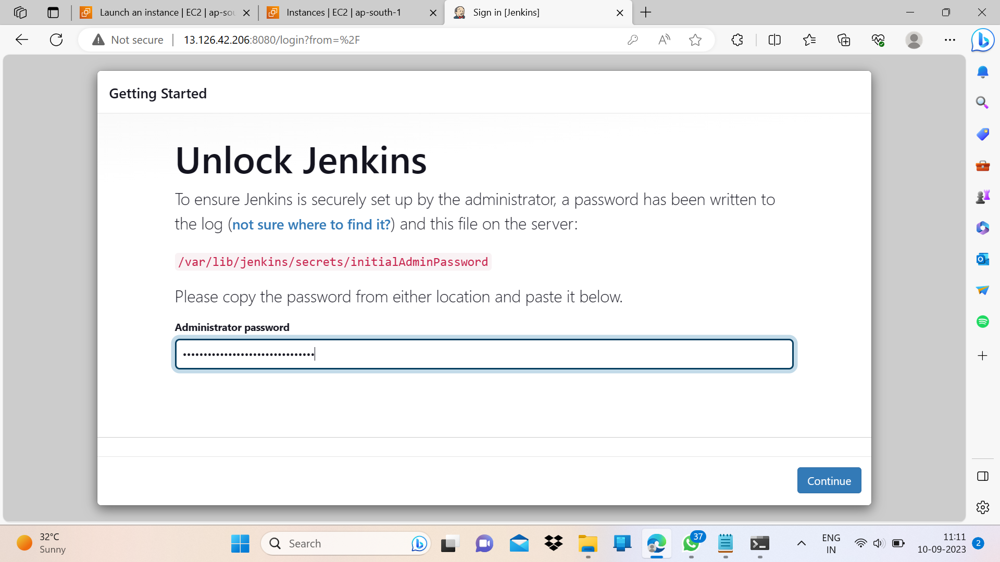 Launch an instance | EC2 | ap-sou
Instances | EC2 | ap-south-1
Sign in [Jenkins]
Not secure
13.126.42.206:8080/login?from=%2F
Getting Started
Unlock Jenkins
To ensure Jenkins is securely set up by the administrator, a password has been written to
the log (not sure where to find it?) and this file on the server:
/var/lib/jenkins/secrets/initialAdminPassword
Please copy the password from either location and paste it below.
Administrator password
••••••••••••••••••••••••••••••••
Continue
32°C
Sunny
Search
37
ENG
IN
11:11
10-09-2023
2